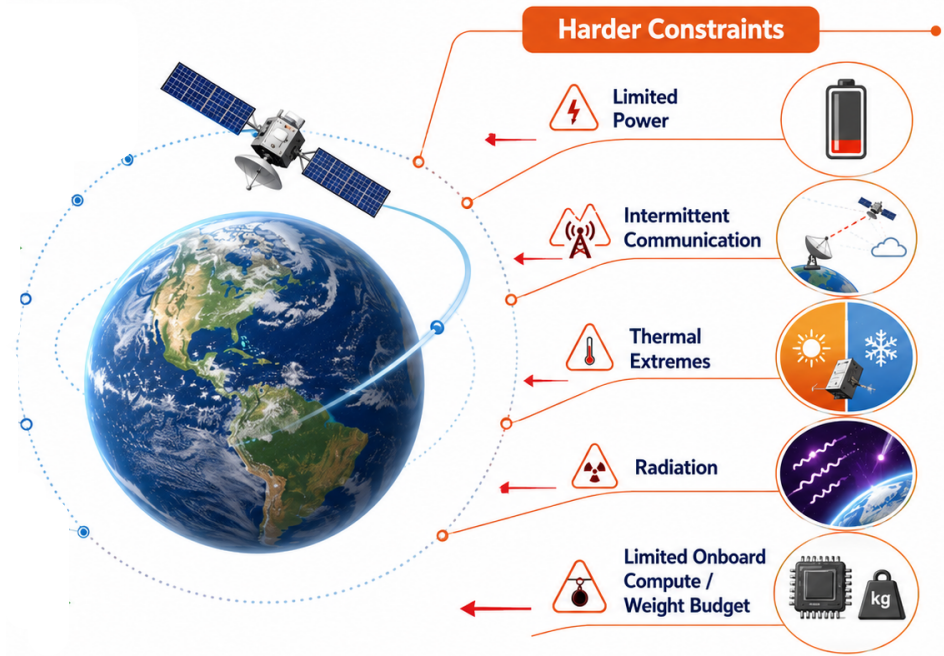 Harder Constraints
Limited
Power
Intermittent
Communication
Thermal
Extremes
Radiation
Limited Onboard
Compute /
Weight Budget
kg